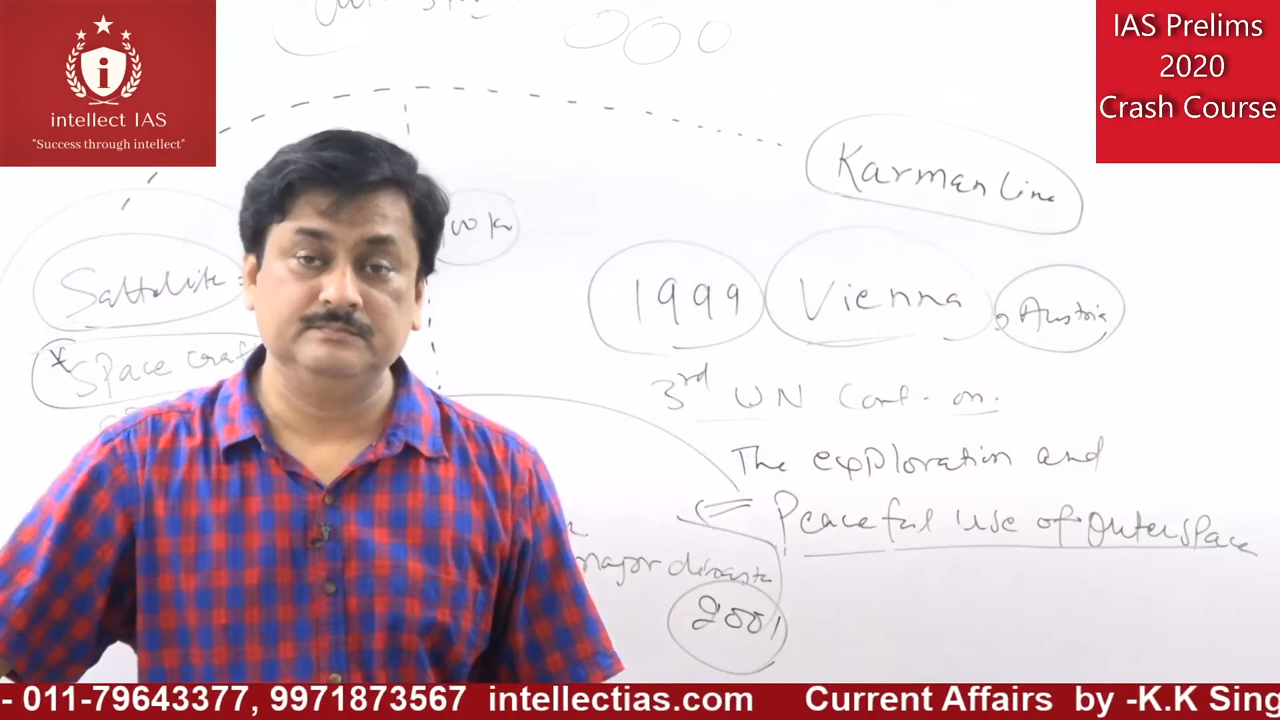 intellect IAS
"Success through intellect"
IAS Prelims
2020
Crash Course
Karman Line
Sattelite
1999 Vienna, Austria
Space craf
3rd UN Conf. on.
The exploration and
Peaceful Use of Outerspace
major disaste
2001
- 011-79643377, 9971873567 intellectias.com Current Affairs by -K.K Sing